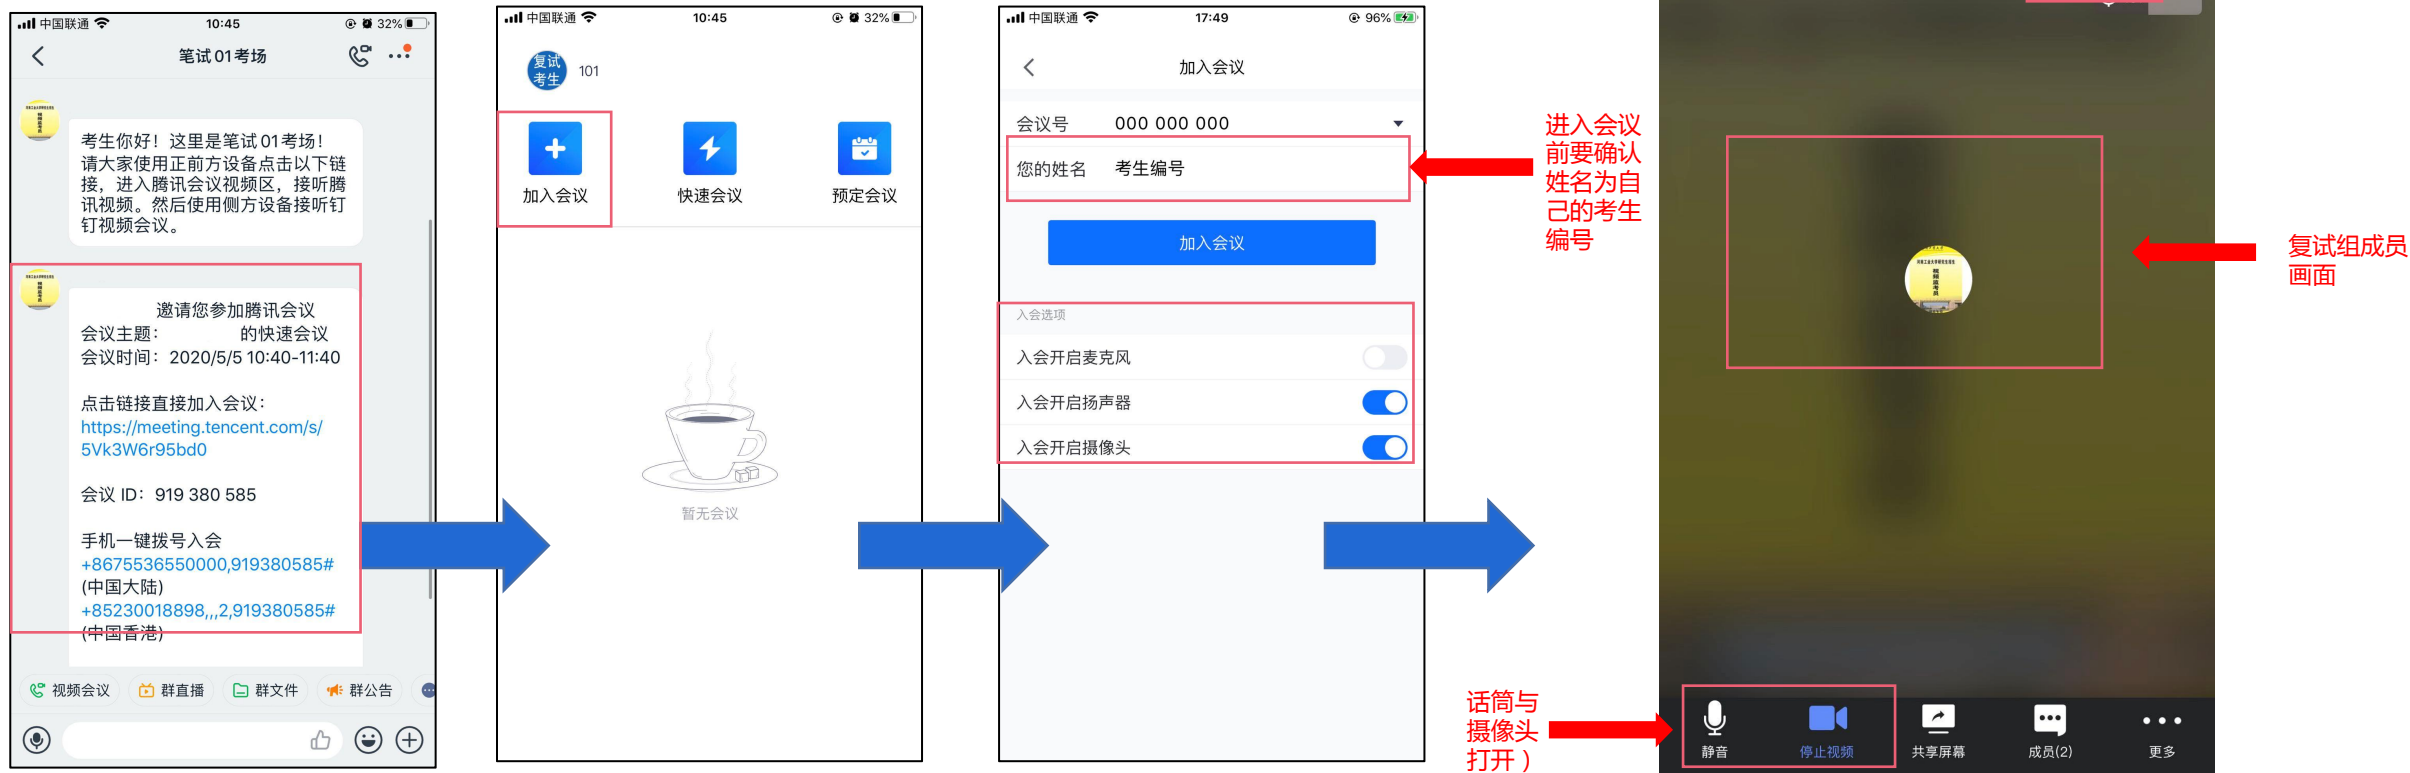 中国联通
10:45
32%
笔试01考场
考生你好！这里是笔试01考场！
请大家使用正前方设备点击以下链
接，进入腾讯会议视频区，接听腾
讯视频。然后使用侧方设备接听钉
钉视频会议。
邀请您参加腾讯会议
会议主题： 的快速会议
会议时间：2020/5/5 10:40-11:40
点击链接直接加入会议：
https://meeting.tencent.com/s/
5Vk3W6r95bd0
会议 ID：919 380 585
手机一键拨号入会
+8675536550000,919380585#
(中国大陆)
+85230018898,,,2,919380585#
(中国香港)
视频会议
群直播
群文件
群公告
中国联通
10:45
32%
复试
考生
101
加入会议
快速会议
预定会议
暂无会议
中国联通
17:49
96%
加入会议
会议号 000 000 000
您的姓名 考生编号
加入会议
入会选项
入会开启麦克风
入会开启扬声器
入会开启摄像头
进入会议
前要确认
姓名为自
己的考生
编号
话筒与
摄像头
打开）
复试组成员
画面
静音
停止视频
共享屏幕
成员(2)
更多